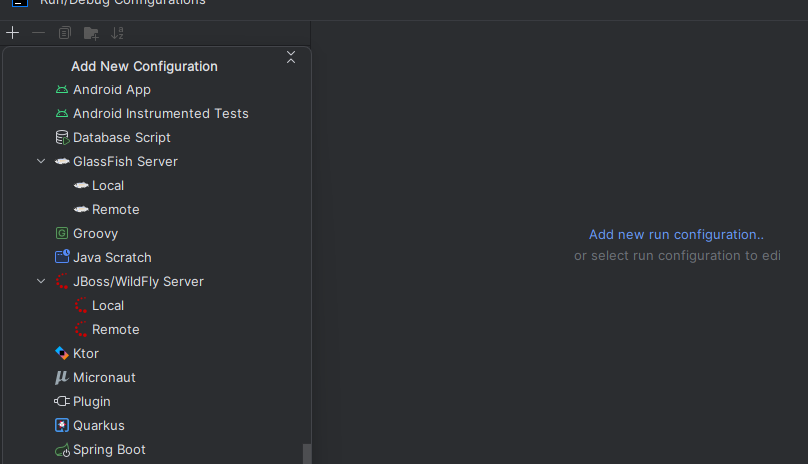 Run/Debug Configurations
Add New Configuration
Android App
Android Instrumented Tests
Database Script
GlassFish Server
Local
Remote
Groovy
Java Scratch
JBoss/WildFly Server
Local
Remote
Ktor
Micronaut
Plugin
Quarkus
Spring Boot
Add new run configuration..
or select run configuration to edi